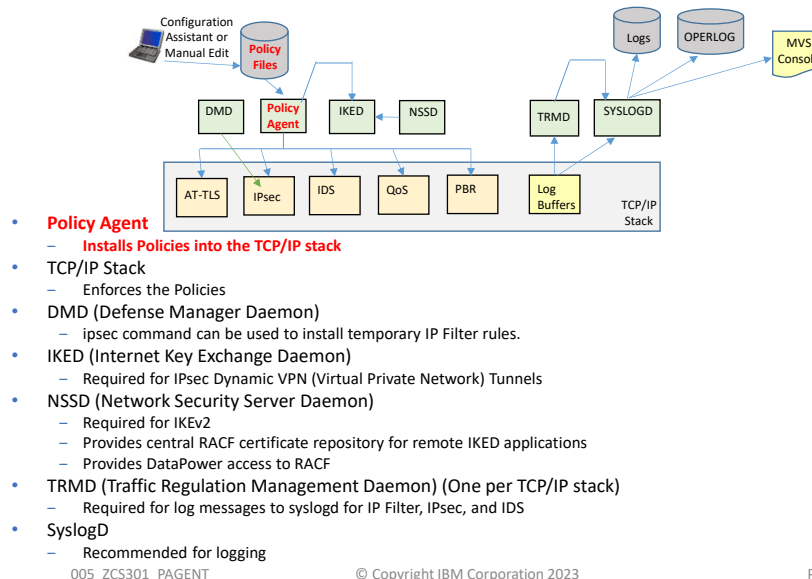 Configuration
Assistant or
Manual Edit
Policy
Files
Logs
OPERLOG
MVS
Consol
DMD
Policy
Agent
IKED
NSSD
TRMD
SYSLOGD
AT-TLS
IPsec
IDS
QoS
PBR
Log
Buffers
TCP/IP
Stack
• Policy Agent
– Installs Policies into the TCP/IP stack
• TCP/IP Stack
– Enforces the Policies
• DMD (Defense Manager Daemon)
– ipsec command can be used to install temporary IP Filter rules.
• IKED (Internet Key Exchange Daemon)
– Required for IPsec Dynamic VPN (Virtual Private Network) Tunnels
• NSSD (Network Security Server Daemon)
– Required for IKEv2
– Provides central RACF certificate repository for remote IKED applications
– Provides DataPower access to RACF
• TRMD (Traffic Regulation Management Daemon) (One per TCP/IP stack)
– Required for log messages to syslogd for IP Filter, IPsec, and IDS
• SyslogD
– Recommended for logging
005 ZCS301 PAGENT
© Copyright IBM Corporation 2023